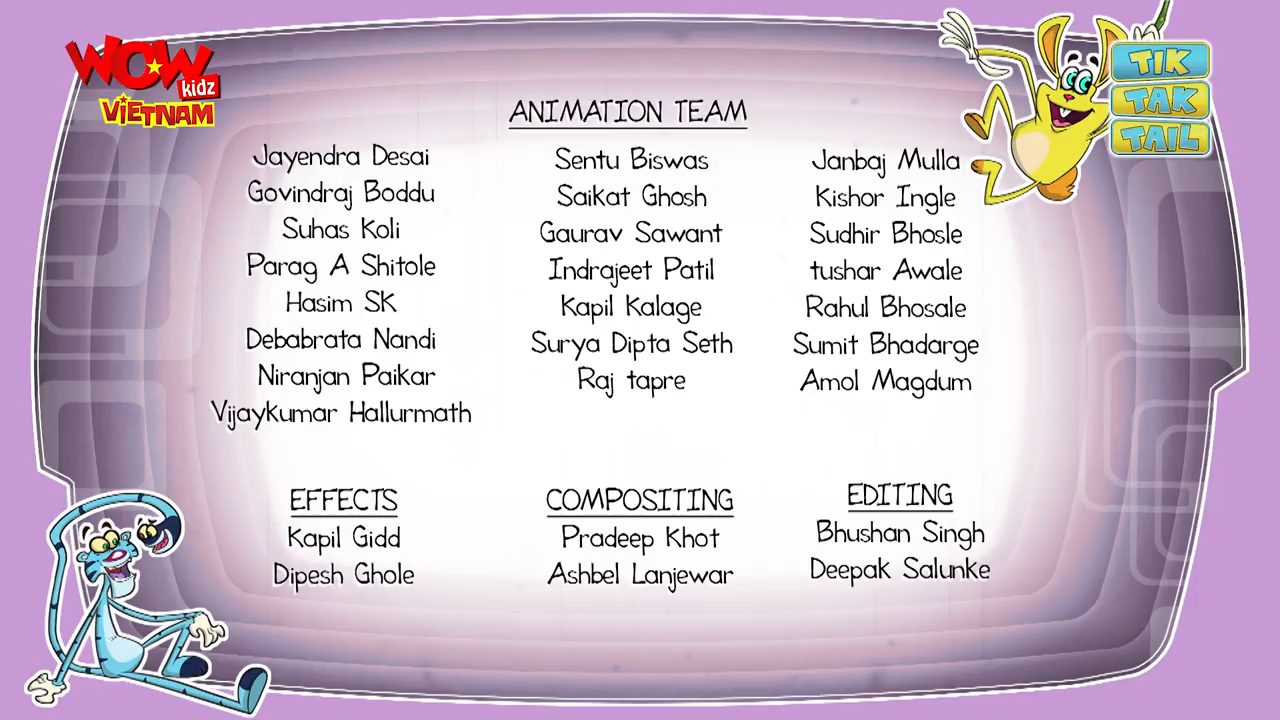 WOW
kidz
VIETNAM
TIK
TAK
TAIL
ANIMATION TEAM
Jayendra Desai
Govindraj Boddu
Suhas Koli
Parag A Shitole
Hasim SK
Debabrata Nandi
Niranjan Paikar
Vijaykumar Hallurmath
Sentu Biswas
Saikat Ghosh
Gaurav Sawant
Indrajeet Patil
Kapil Kalage
Surya Dipta Seth
Raj tapre
Janbaj Mulla
Kishor Ingle
Sudhir Bhosle
tushar Awale
Rahul Bhosale
Sumit Bhadarge
Amol Magdum
EFFECTS
Kapil Gidd
Dipesh Ghole
COMPOSITING
Pradeep Khot
Ashbel Lanjewar
EDITING
Bhushan Singh
Deepak Salunke